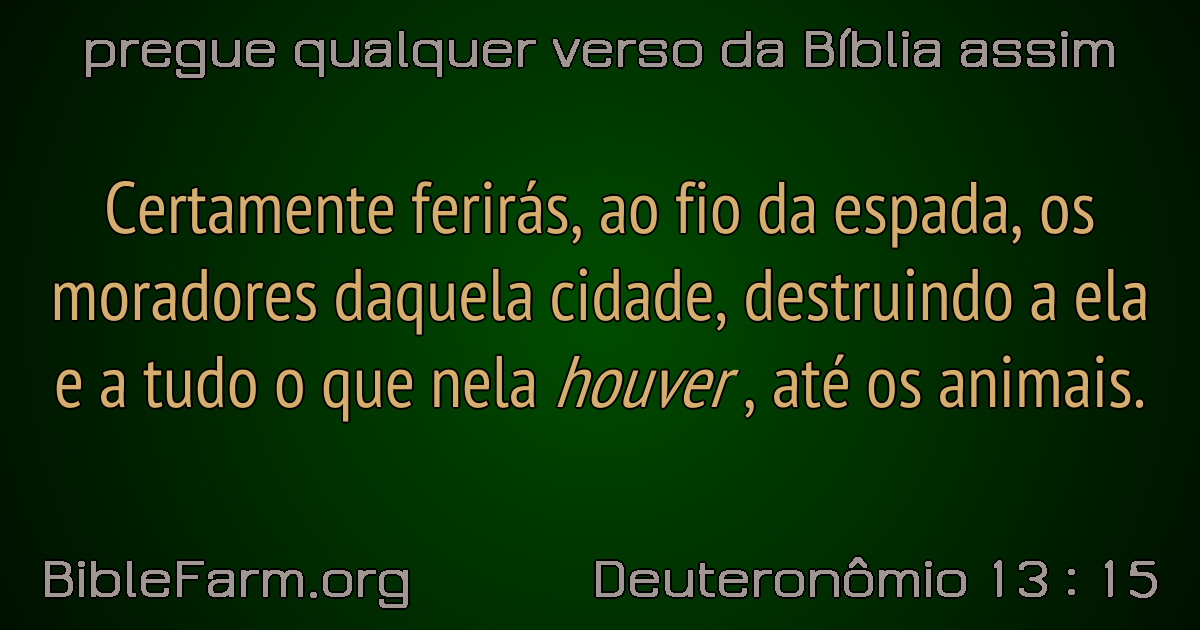 pregue qualquer verso da Bíblia assim
Certamente ferirás, ao fio da espada, os
moradores daquela cidade, destruindo a ela
e a tudo o que nela houver , até os animais.
BibleFarm.org
Deuteronômio 13 : 15